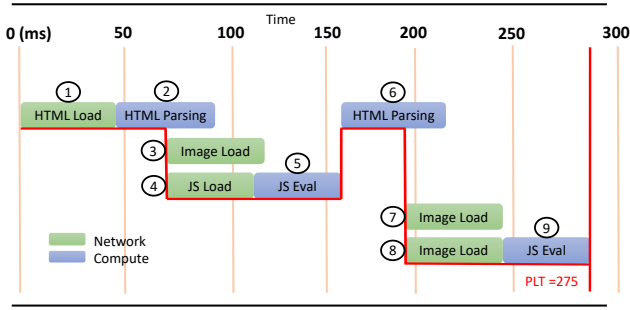 Time
0 (ms) 50 100 150 200 250 300
1 2 6
HTML Load HTML Parsing HTML Parsing
3 Image Load
5
4 JS Load JS Eval
7 Image Load
9
Network
8 Image Load JS Eval
Compute
PLT =275